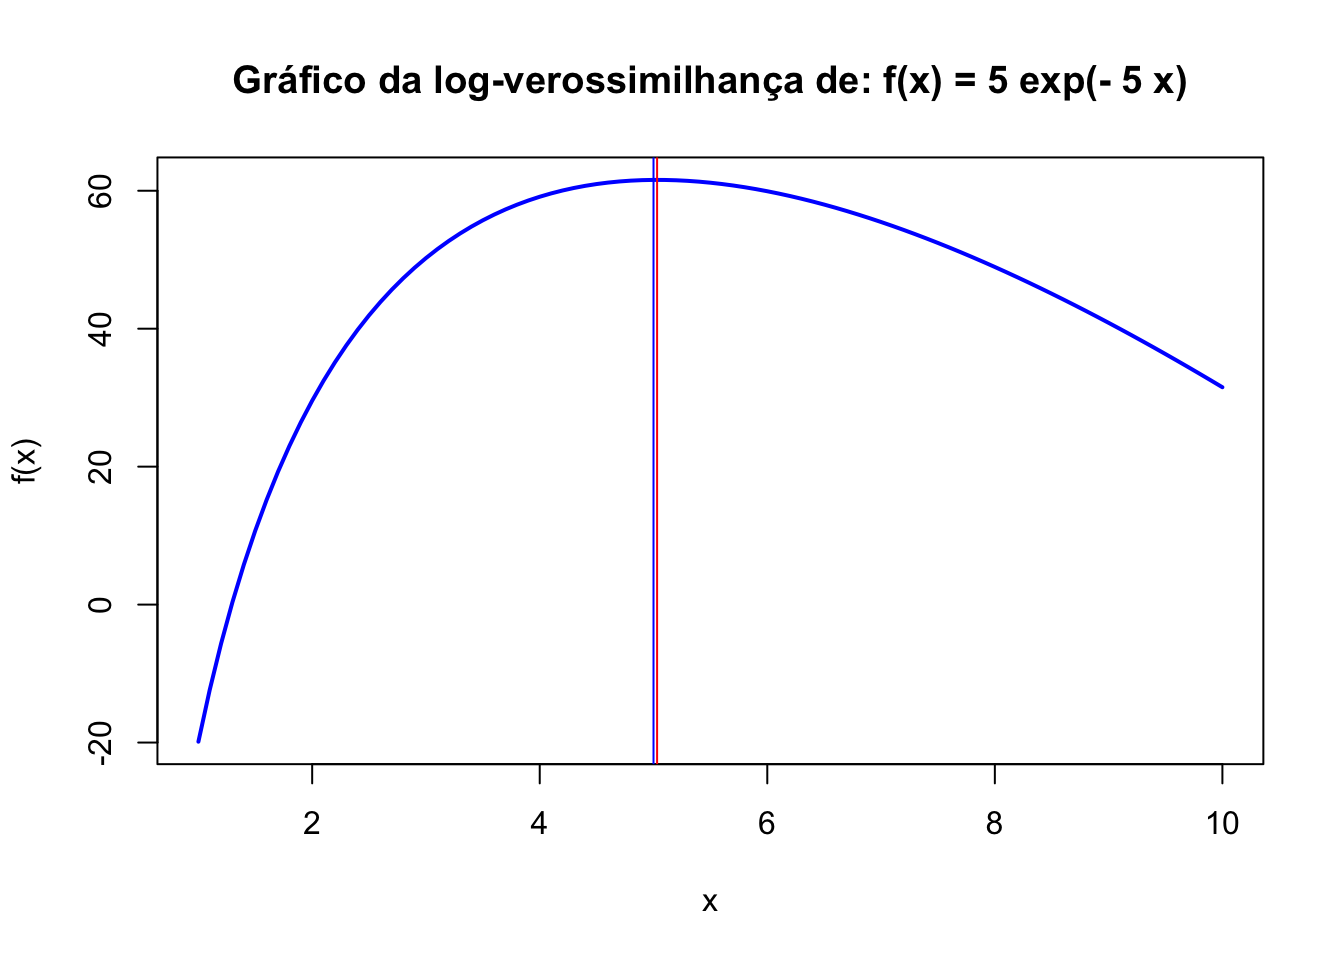 Gráfico da log-verossimilhança de: f(x) = 5 exp(- 5 x)
60
40
20
0
-20
f(x)
2 4 6 8 10
x